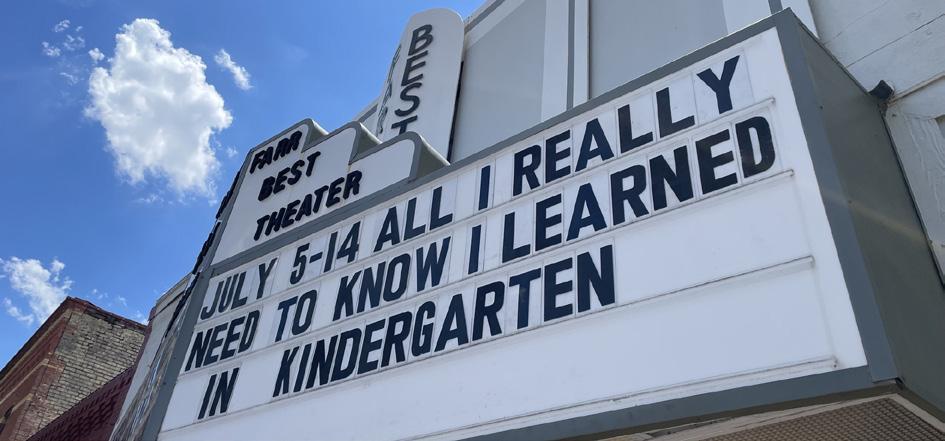 BEST
FARR
BEST
THEATER
JULY 5-14 ALL I REALLY
NEED TO KNOW I LEARNED
IN KINDERGARTEN